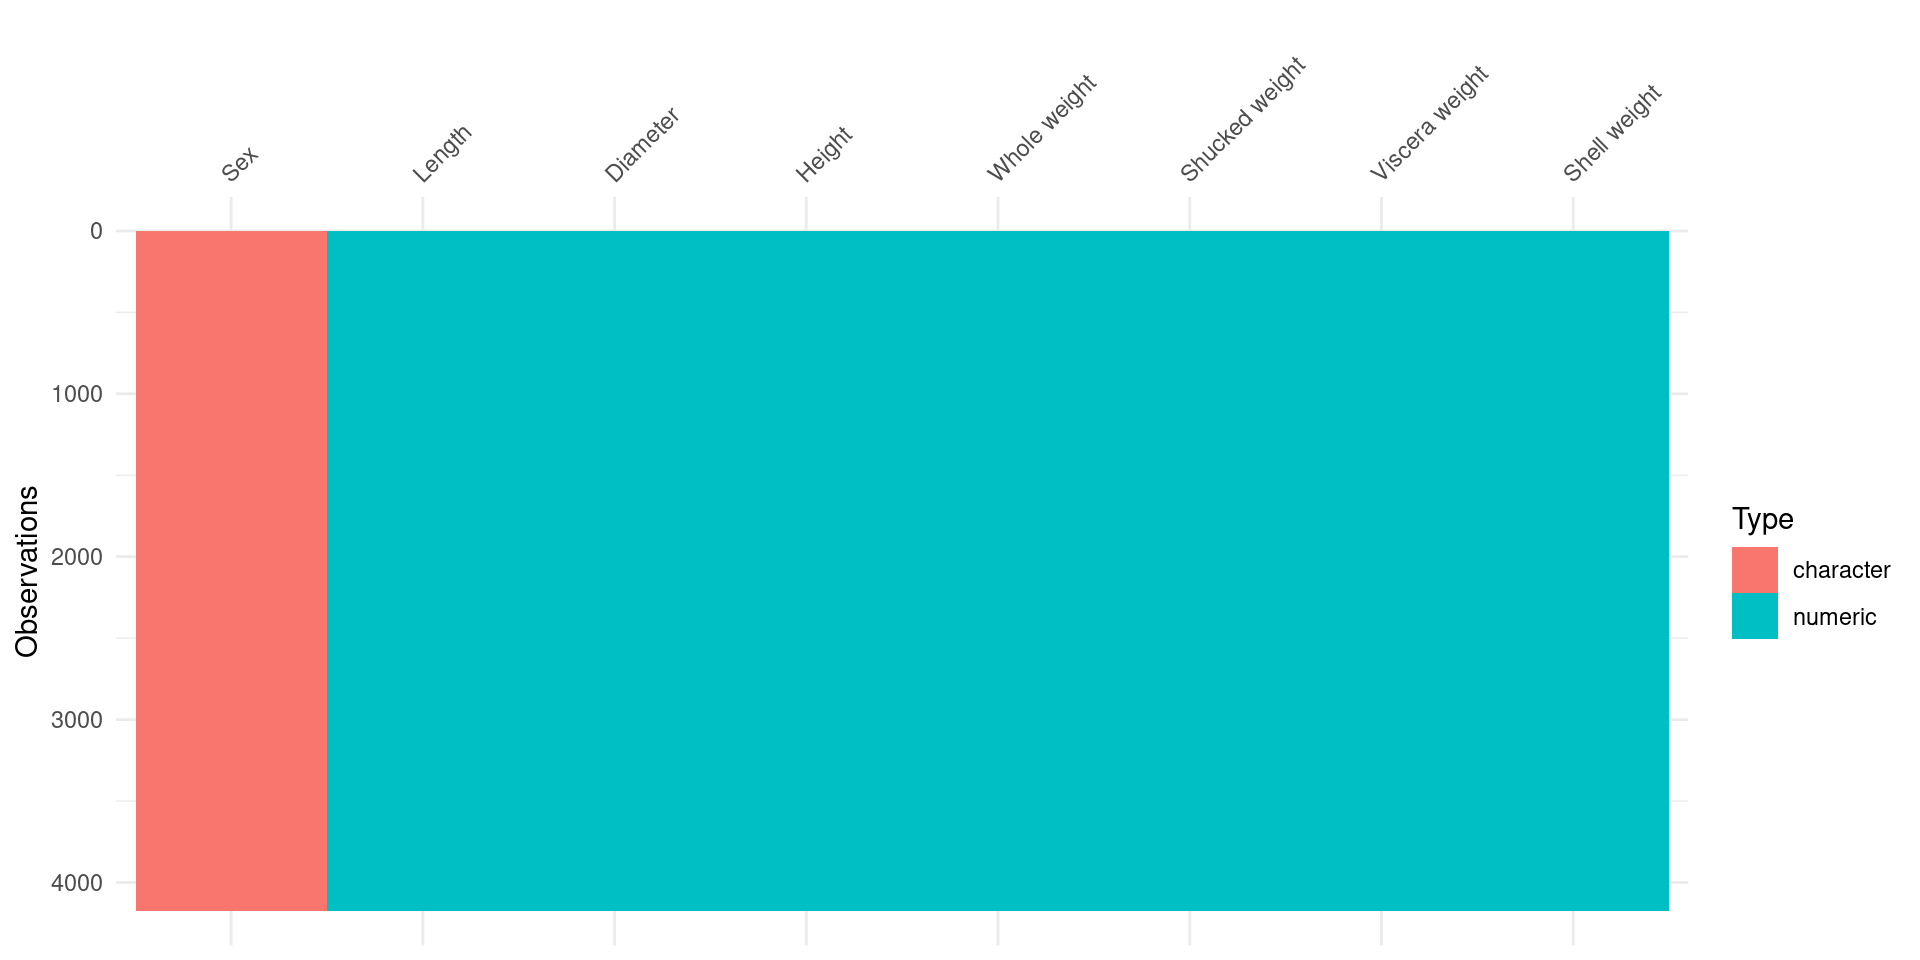 Sex
Length
Diameter
Height
Whole weight
Shucked weight
Viscera weight
Shell weight
0
1000
2000
3000
4000
Observations
Type
character
numeric